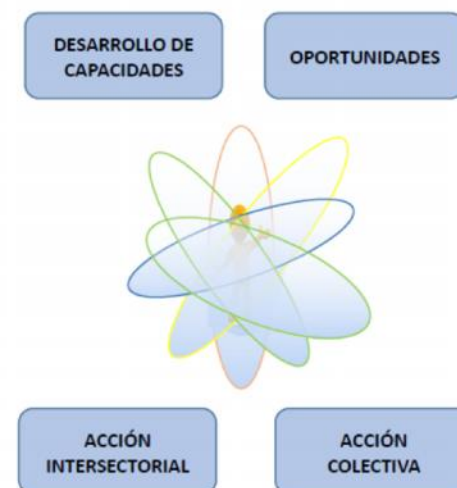 DESARROLLO DE
CAPACIDADES
OPORTUNIDADES
ACCIÓN
INTERSECTORIAL
ACCIÓN
COLECTIVA